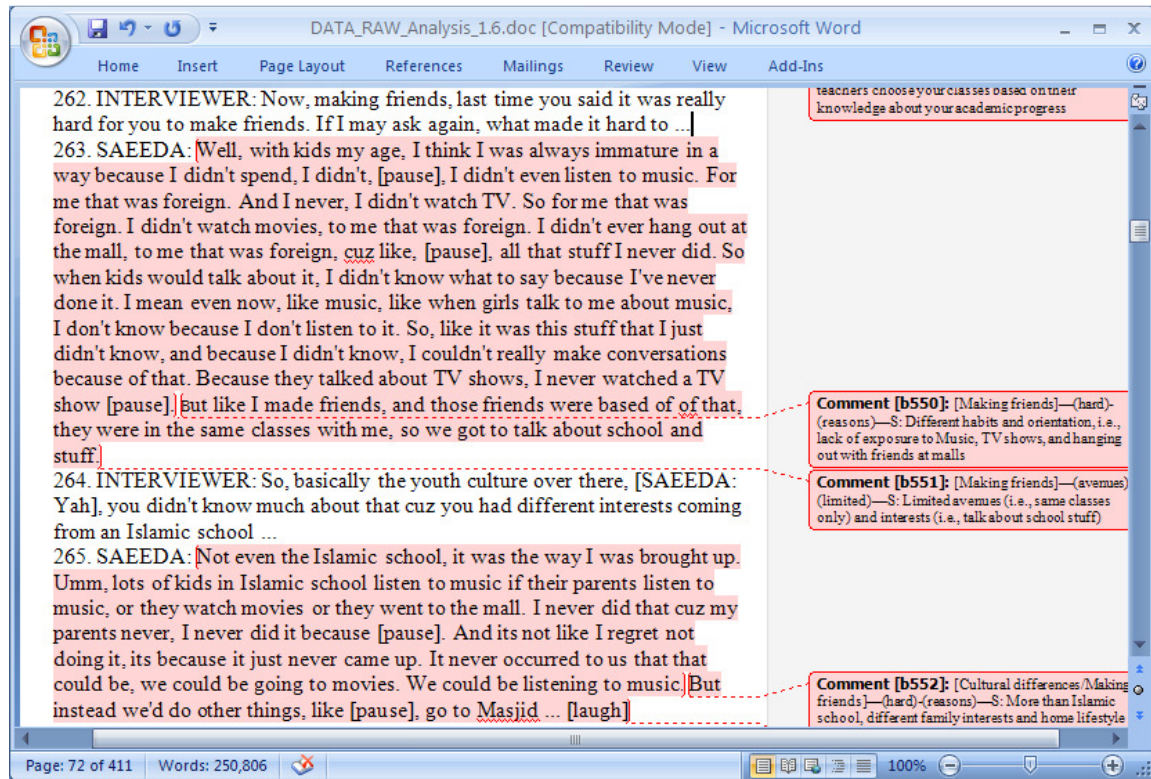 DATA_RAW_Analysis_1.6.doc [Compatibility Mode] - Microsoft Word
Home Insert Page Layout References Mailings Review View Add-Ins
262. INTERVIEWER: Now, making friends, last time you said it was really
hard for you to make friends. If I may ask again, what made it hard to ...
263. SAEEDA: Well, with kids my age, I think I was always immature in a
way because I didn't spend, I didn't, [pause], I didn't even listen to music. For
me that was foreign. And I never, I didn't watch TV. So for me that was
foreign. I didn't watch movies, to me that was foreign. I didn't ever hang out at
the mall, to me that was foreign, cuz like, [pause], all that stuff I never did. So
when kids would talk about it, I didn't know what to say because I've never
done it. I mean even now, like music, like when girls talk to me about music,
I don't know because I don't listen to it. So, like it was this stuff that I just
didn't know, and because I didn't know, I couldn't really make conversations
because of that. Because they talked about TV shows, I never watched a TV
show [pause]. But like I made friends, and those friends were based of of that,
they were in the same classes with me, so we got to talk about school and
stuff.
264. INTERVIEWER: So, basically the youth culture over there, [SAEEDA:
Yah], you didn't know much about that cuz you had different interests coming
from an Islamic school ...
265. SAEEDA: Not even the Islamic school, it was the way I was brought up.
Umm, lots of kids in Islamic school listen to music if their parents listen to
music, or they watch movies or they went to the mall. I never did that cuz my
parents never, I never did it because [pause]. And its not like I regret not
doing it, its because it just never came up. It never occurred to us that that
could be, we could be going to movies. We could be listening to music. But
instead we'd do other things, like [pause], go to Masjid ... [laugh]
teachers choose your classes based on their
knowledge about your academic progress
Comment [b550]: [Making friends]—(hard)-
(reasons)—S: Different habits and orientation, i.e.,
lack of exposure to Music, TV shows, and hanging
out with friends at malls
Comment [b551]: [Making friends]—(avenues)
(limited)—S: Limited avenues (i.e., same classes
only) and interests (i.e., talk about school stuff)
Comment [b552]: [Cultural differences/Making
friends]—(hard)-(reasons)—S: More than Islamic
school, different family interests and home lifestyle
Page: 72 of 411 Words: 250,806 100%